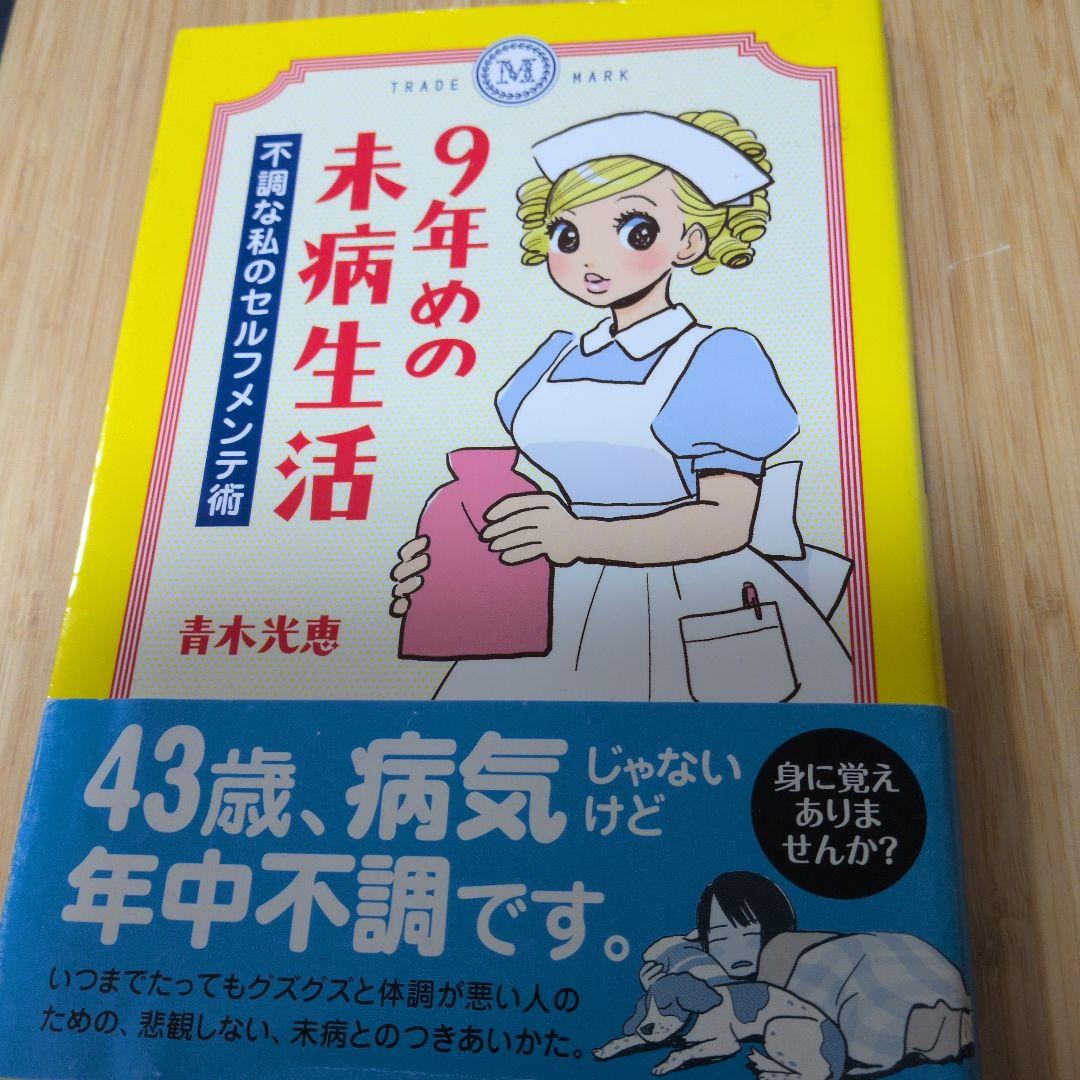 TRADE M MARK
9年めの
未病生活
不調な私のセルフメンテ術
青木光恵
43歳、病気じゃないけど
年中不調です。
身に覚え
ありま
せんか?
いつまでたってもグズグズと体調が悪い人の
ための、悲観しない、未病とのつきあいかた。